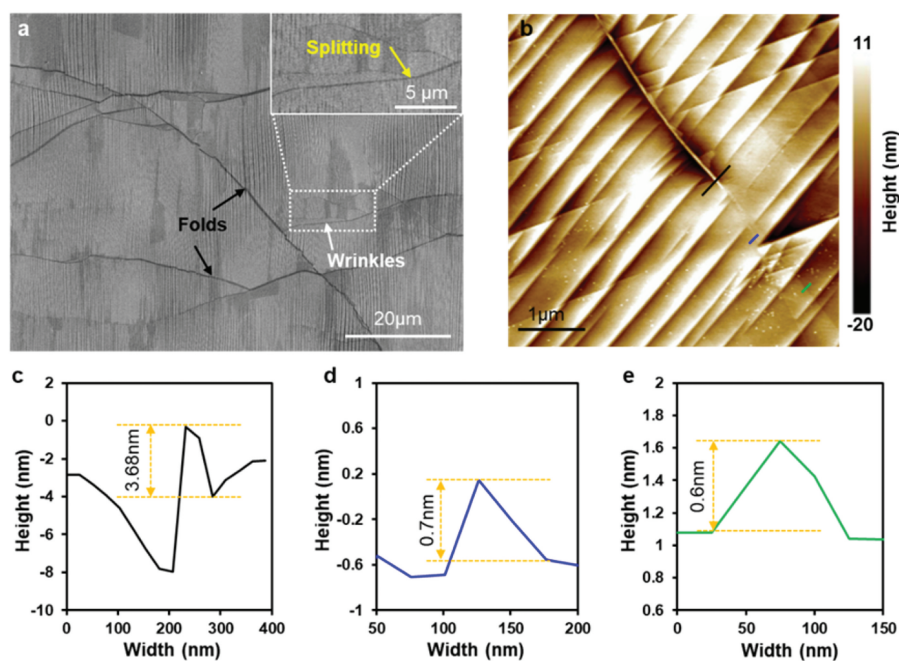 a
Splitting
5 µm
Folds
Wrinkles
20µm
b
1µm
11
Height (nm)
-20
c
2
0
-2
-4
-6
-8
-10
Height (nm)
3.68nm
0 100 200 300 400
Width (nm)
d
1
0.6
0.2
-0.2
-0.6
-1
Height (nm)
0.7nm
50 100 150 200
Width (nm)
e
2
1.8
1.6
1.4
1.2
1
0.8
0.6
Height (nm)
0.6nm
0 50 100 150
Width (nm)